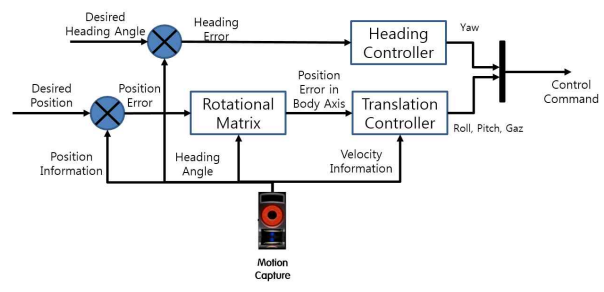 Desired
Heading Angle
Heading
Error
Heading
Controller
Yaw
Desired
Position
Position
Error
Rotational
Matrix
Position
Error in
Body Axis
Translation
Controller
Roll, Pitch, Gaz
Control
Command
Position
Information
Heading
Angle
Velocity
Information
Motion
Capture